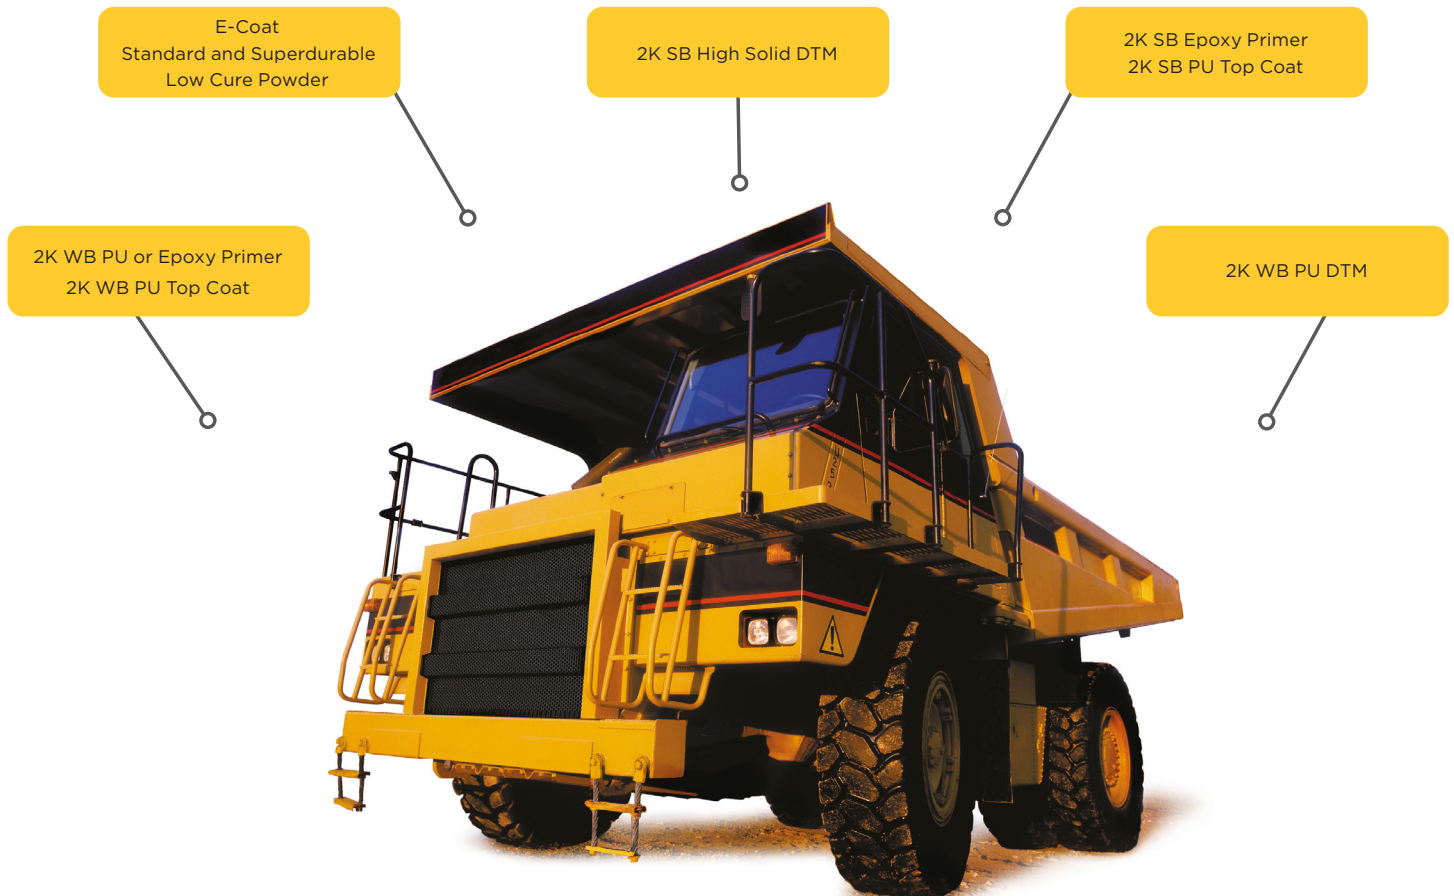 E-Coat
Standard and Superdurable
Low Cure Powder
2K SB High Solid DTM
2K SB Epoxy Primer
2K SB PU Top Coat
2K WB PU or Epoxy Primer
2K WB PU Top Coat
2K WB PU DTM